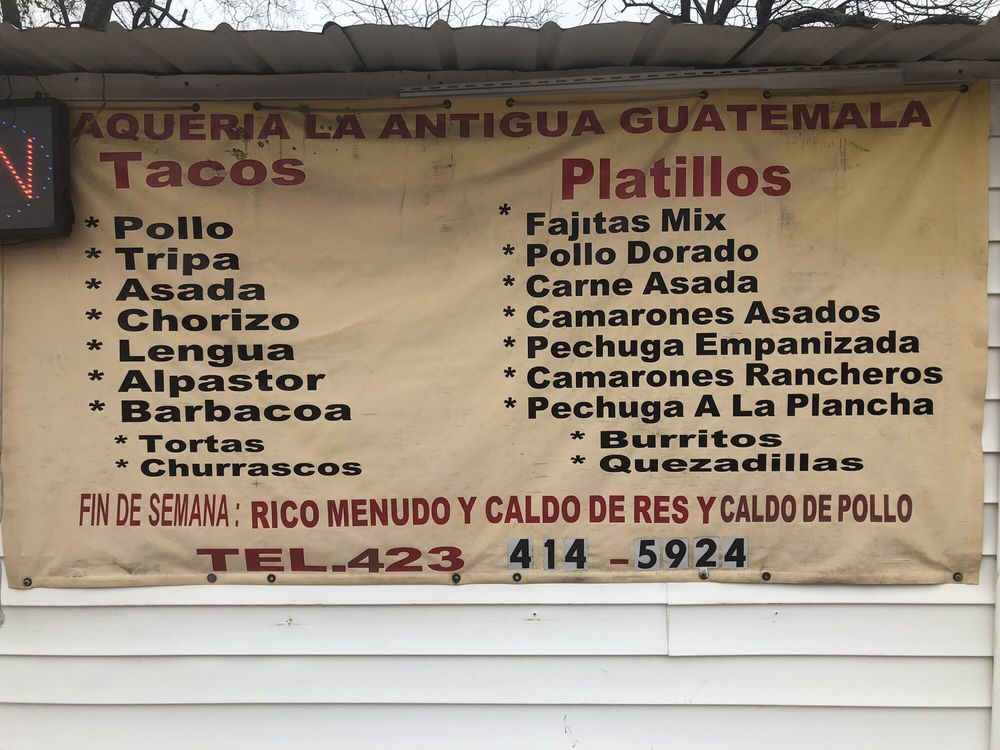 AQUERIA LA ANTIGUA GUATEMALA
Tacos
* Pollo
* Tripa
* Asada
* Chorizo
* Lengua
* Alpastor
* Barbacoa
* Tortas
* Churrascos
Platillos
* Fajitas Mix
* Pollo Dorado
* Carne Asada
* Camarones Asados
* Pechuga Empanizada
* Camarones Rancheros
* Pechuga A La Plancha
* Burritos
* Quezadillas
FIN DE SEMANA: RICO MENUDO Y CALDO DE RES Y CALDO DE POLLO
TEL.423 414-5924
N